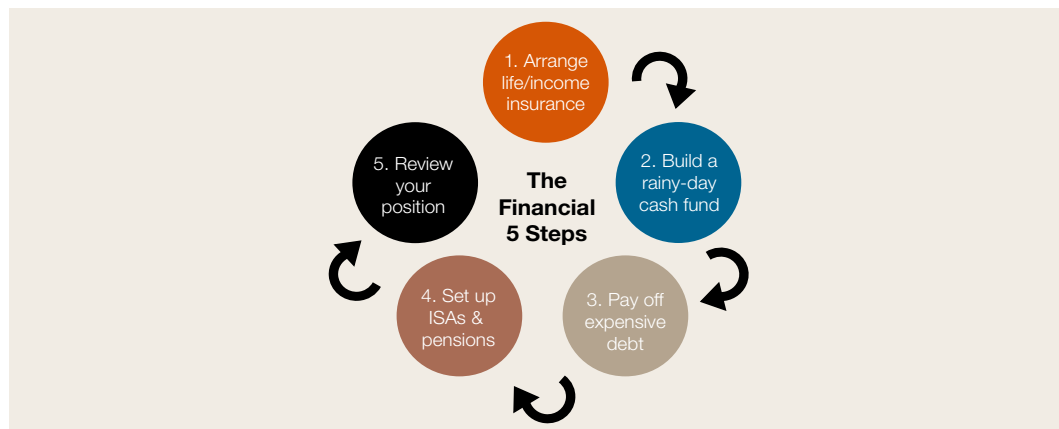 1. Arrange
life/income
insurance
2. Build a
rainy-day
cash fund
3. Pay off
expensive
debt
4. Set up
ISAs &
pensions
5. Review
your
position
The
Financial
5 Steps